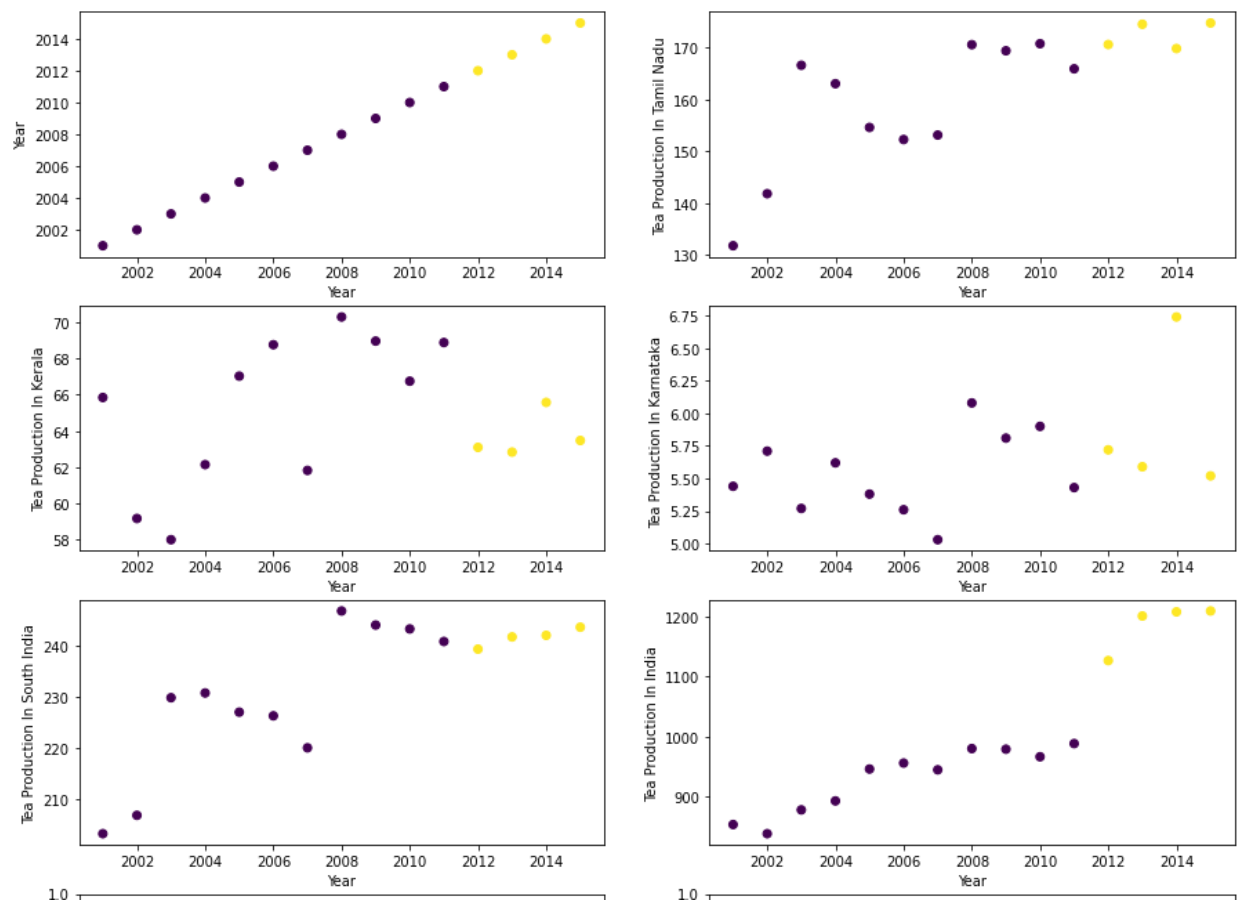 2014
2012
2010
2008
2006
2004
2002
Year
2002 2004 2006 2008 2010 2012 2014
Year
170
160
150
140
130
Tea Production In Tamil Nadu
2002 2004 2006 2008 2010 2012 2014
Year
70
68
66
64
62
60
58
Tea Production In Kerala
2002 2004 2006 2008 2010 2012 2014
Year
6.75
6.50
6.25
6.00
5.75
5.50
5.25
5.00
Tea Production In Karnataka
2002 2004 2006 2008 2010 2012 2014
Year
240
230
220
210
Tea Production In South India
2002 2004 2006 2008 2010 2012 2014
Year
1200
1100
1000
900
Tea Production In India
2002 2004 2006 2008 2010 2012 2014
Year
1.0
1.0